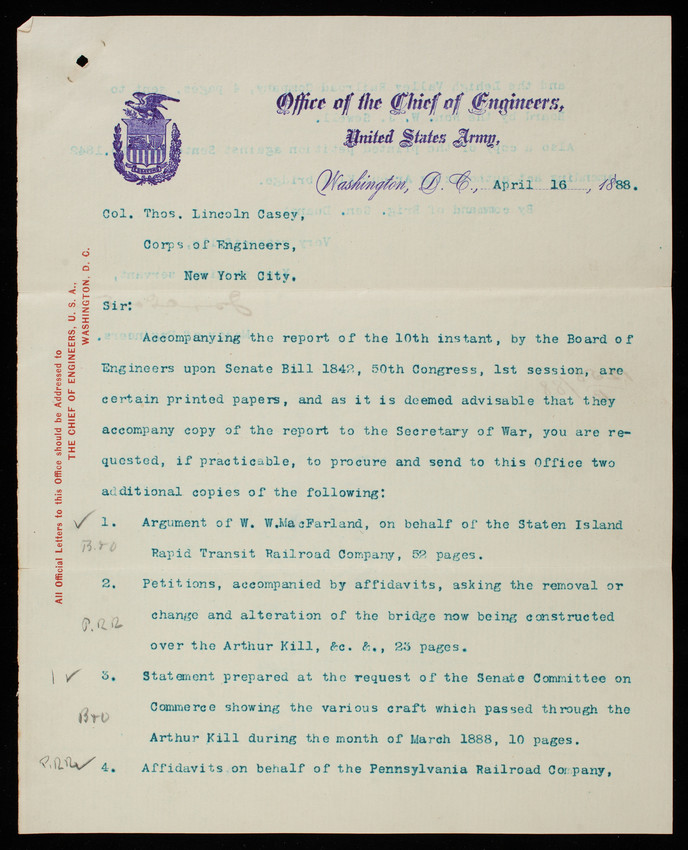 Office of the Chief of Engineers,
United States Army,
Washington, D. C., April 16, 1888.
Col. Thos. Lincoln Casey,
Corps of Engineers,
New York City.
Sir:
Accompanying the report of the 10th instant, by the Board of
Engineers upon Senate Bill 1842, 50th Congress, 1st session, are
certain printed papers, and as it is deemed advisable that they
accompany copy of the report to the Secretary of War, you are re-
quested, if practicable, to procure and send to this Office two
additional copies of the following:
✓ 1. Argument of W. W.MacFarland, on behalf of the Staten Island
B&O
Rapid Transit Railroad Company, 52 pages.
2. Petitions, accompanied by affidavits, asking the removal or
change and alteration of the bridge now being constructed
P.RR
over the Arthur Kill, &c. &., 23 pages.
1 ✓ 3. Statement prepared at the request of the Senate Committee on
B&O
Commerce showing the various craft which passed through the
Arthur Kill during the month of March 1888, 10 pages.
P.RR ✓ 4. Affidavits on behalf of the Pennsylvania Railroad Company,
All Official Letters to this Office should be Addressed to
THE CHIEF OF ENGINEERS, U. S. A.,
WASHINGTON, D. C.